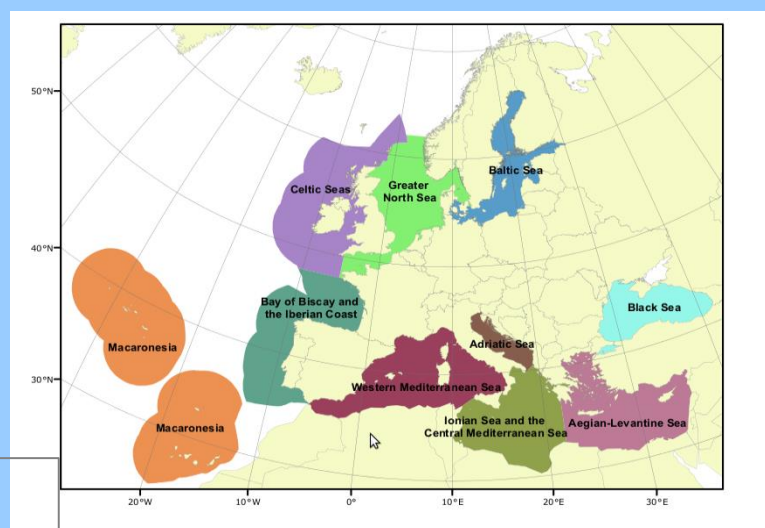 50°N
40°N
30°N
Celtic Seas
Greater
North Sea
Baltic Sea
Bay of Biscay and
the Iberian Coast
Black Sea
Macaronesia
Adriatic Sea
Western Mediterranean Sea
Macaronesia
Ionian Sea and the
Central Mediterranean Sea
Aegian-Levantine Sea
20°W
10°W
0°
10°E
20°E
30°E